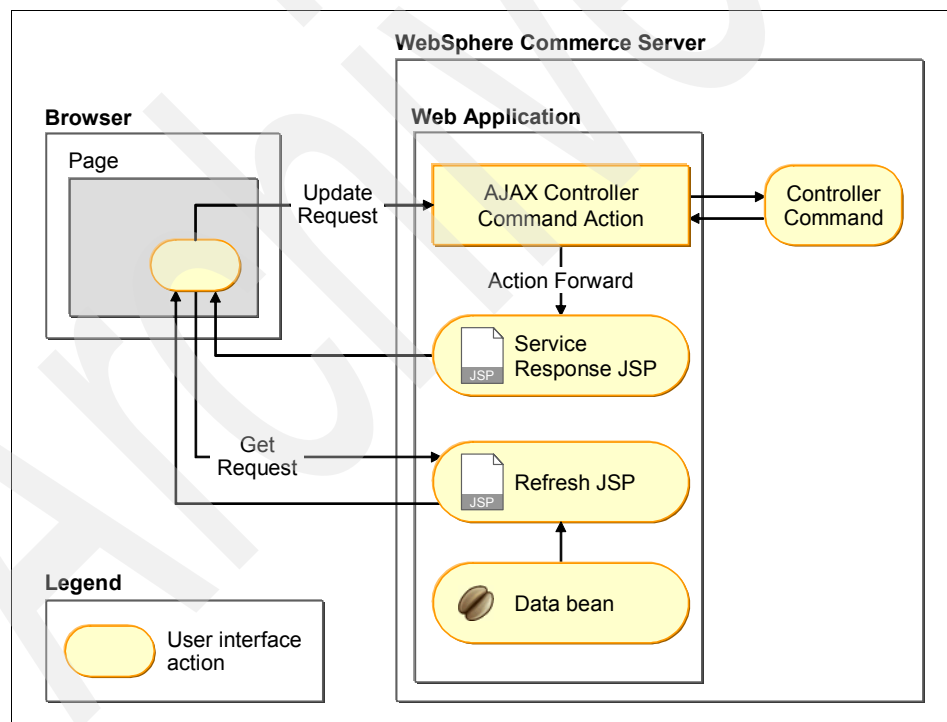 WebSphere Commerce Server
Browser
Web Application
Page
Update
Request
AJAX Controller
Command Action
Controller
Command
Action Forward
JSP
Service
Response JSP
Get
Request
JSP
Refresh JSP
Data bean
Legend
User interface
action
Archive